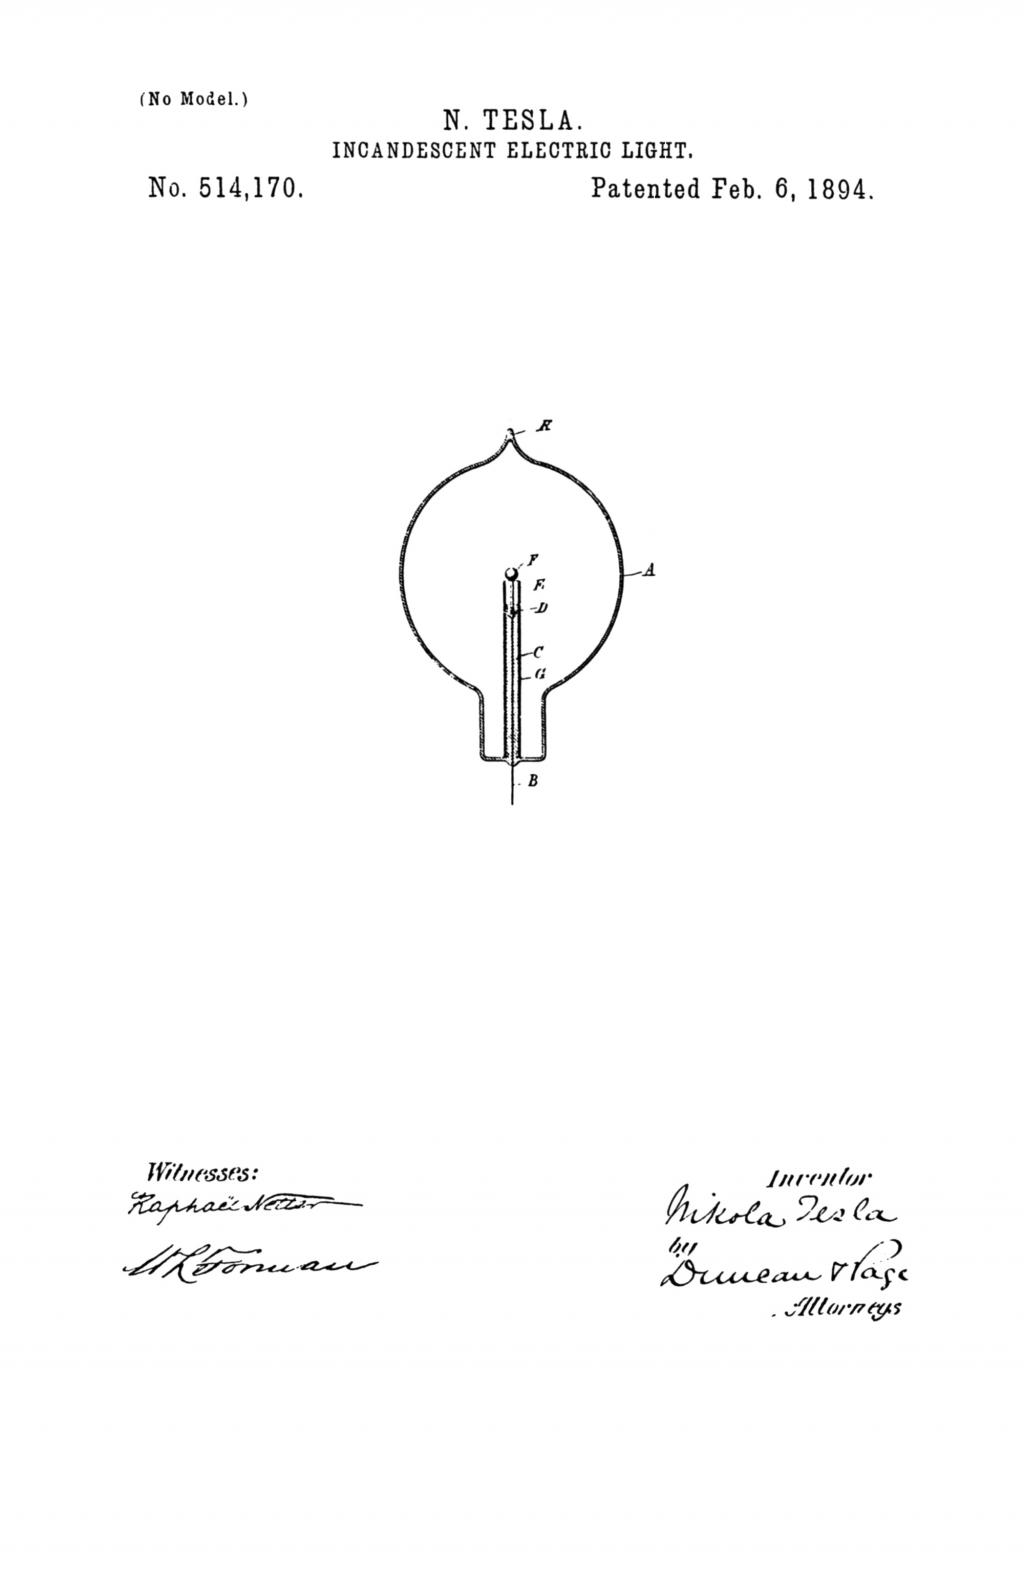 (No Model.)
N. TESLA.
INCANDESCENT ELECTRIC LIGHT.
No. 514,170.
Patented Feb. 6, 1894.
F
A
E
D
C
G
B
Witnesses:
Raphaël Netter
Inventor
Nikola Tesla
by
Duncan & Page
Attorneys